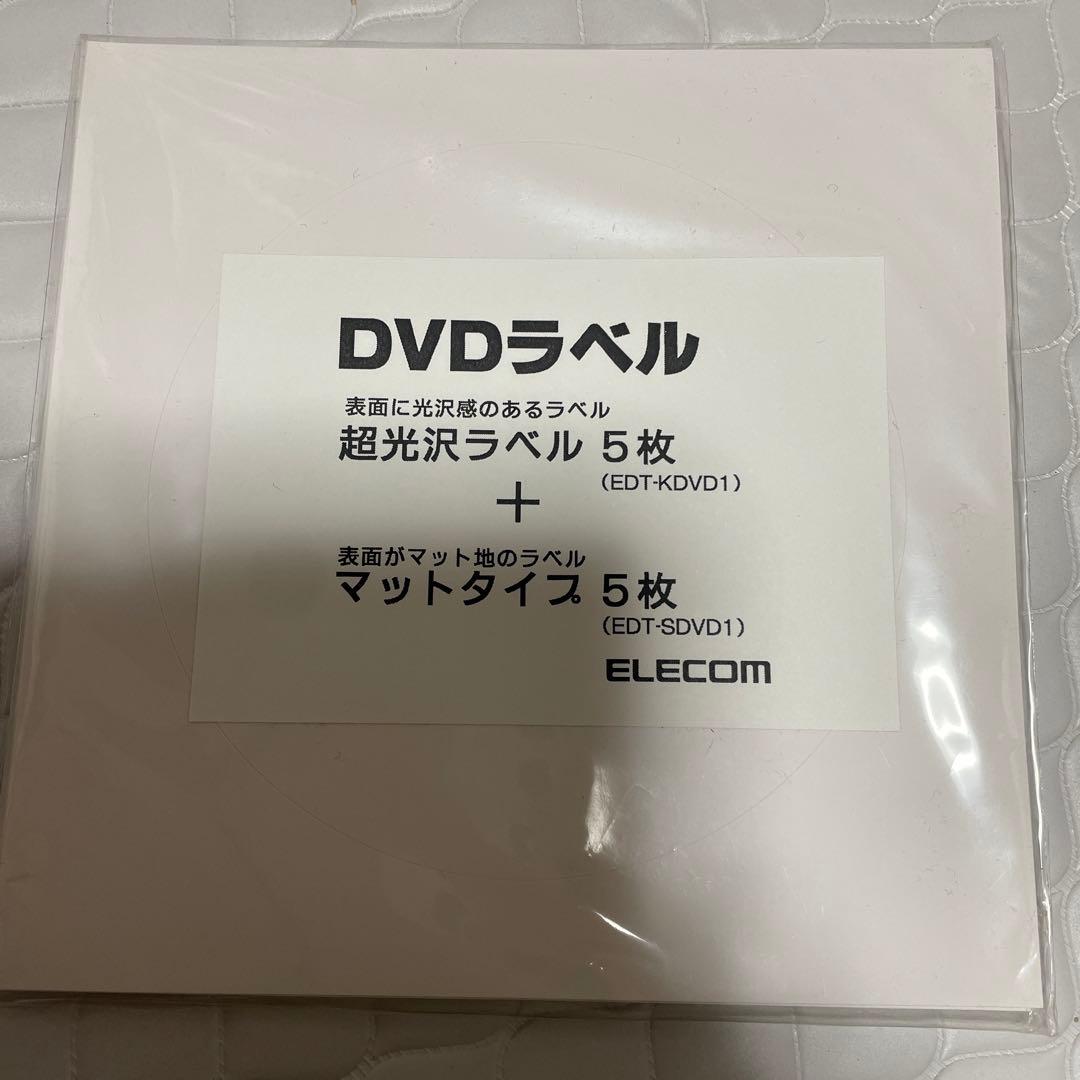 DVDラベル
表面に光沢感のあるラベル
超光沢ラベル 5枚
(EDT-KDVD1)
＋
表面がマット地のラベル
マットタイプ 5枚
(EDT-SDVD1)
ELECOM